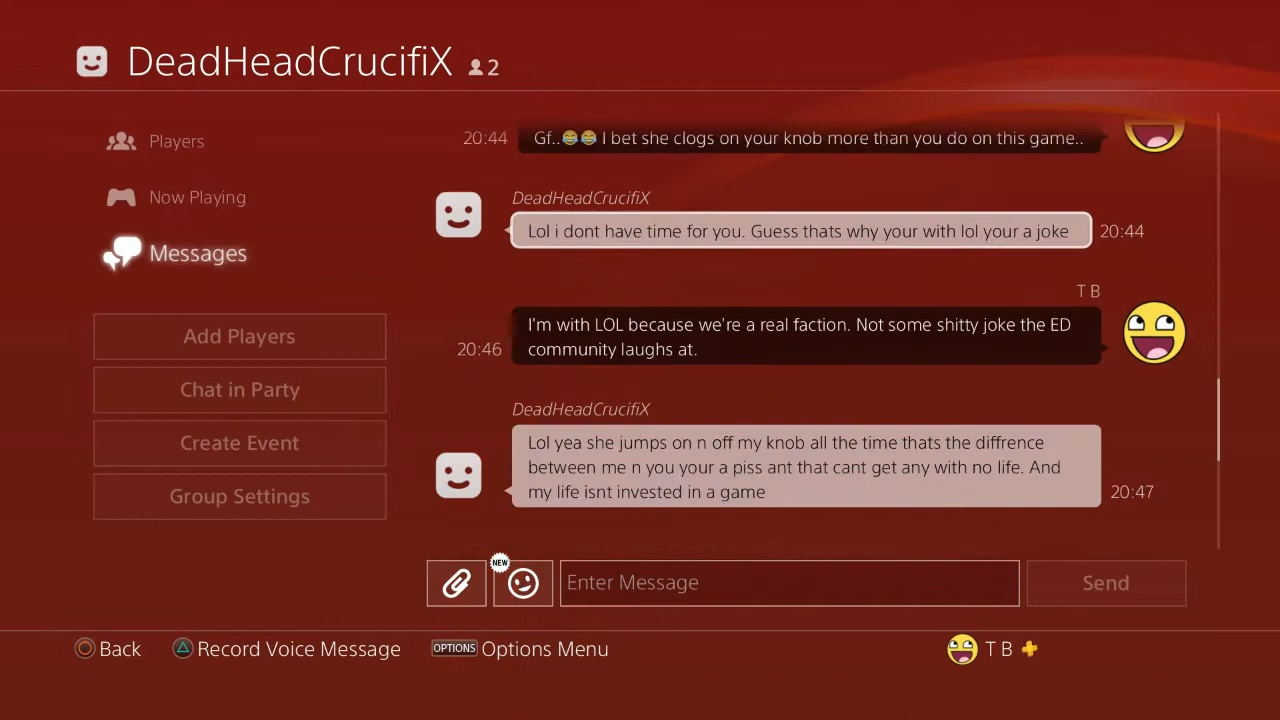 DeadHeadCrucifiX 2
Players
Now Playing
Messages
Add Players
Chat in Party
Create Event
Group Settings
20:44
Gf..😂😂 I bet she clogs on your knob more than you do on this game..
DeadHeadCrucifiX
Lol i dont have time for you. Guess thats why your with lol your a joke
20:44
T B
I'm with LOL because we're a real faction. Not some shitty joke the ED
community laughs at.
20:46
DeadHeadCrucifiX
Lol yea she jumps on n off my knob all the time thats the diffrence
between me n you your a piss ant that cant get any with no life. And
my life isnt invested in a game
20:47
NEW
Enter Message
Send
Back
Record Voice Message
OPTIONS Options Menu
T B